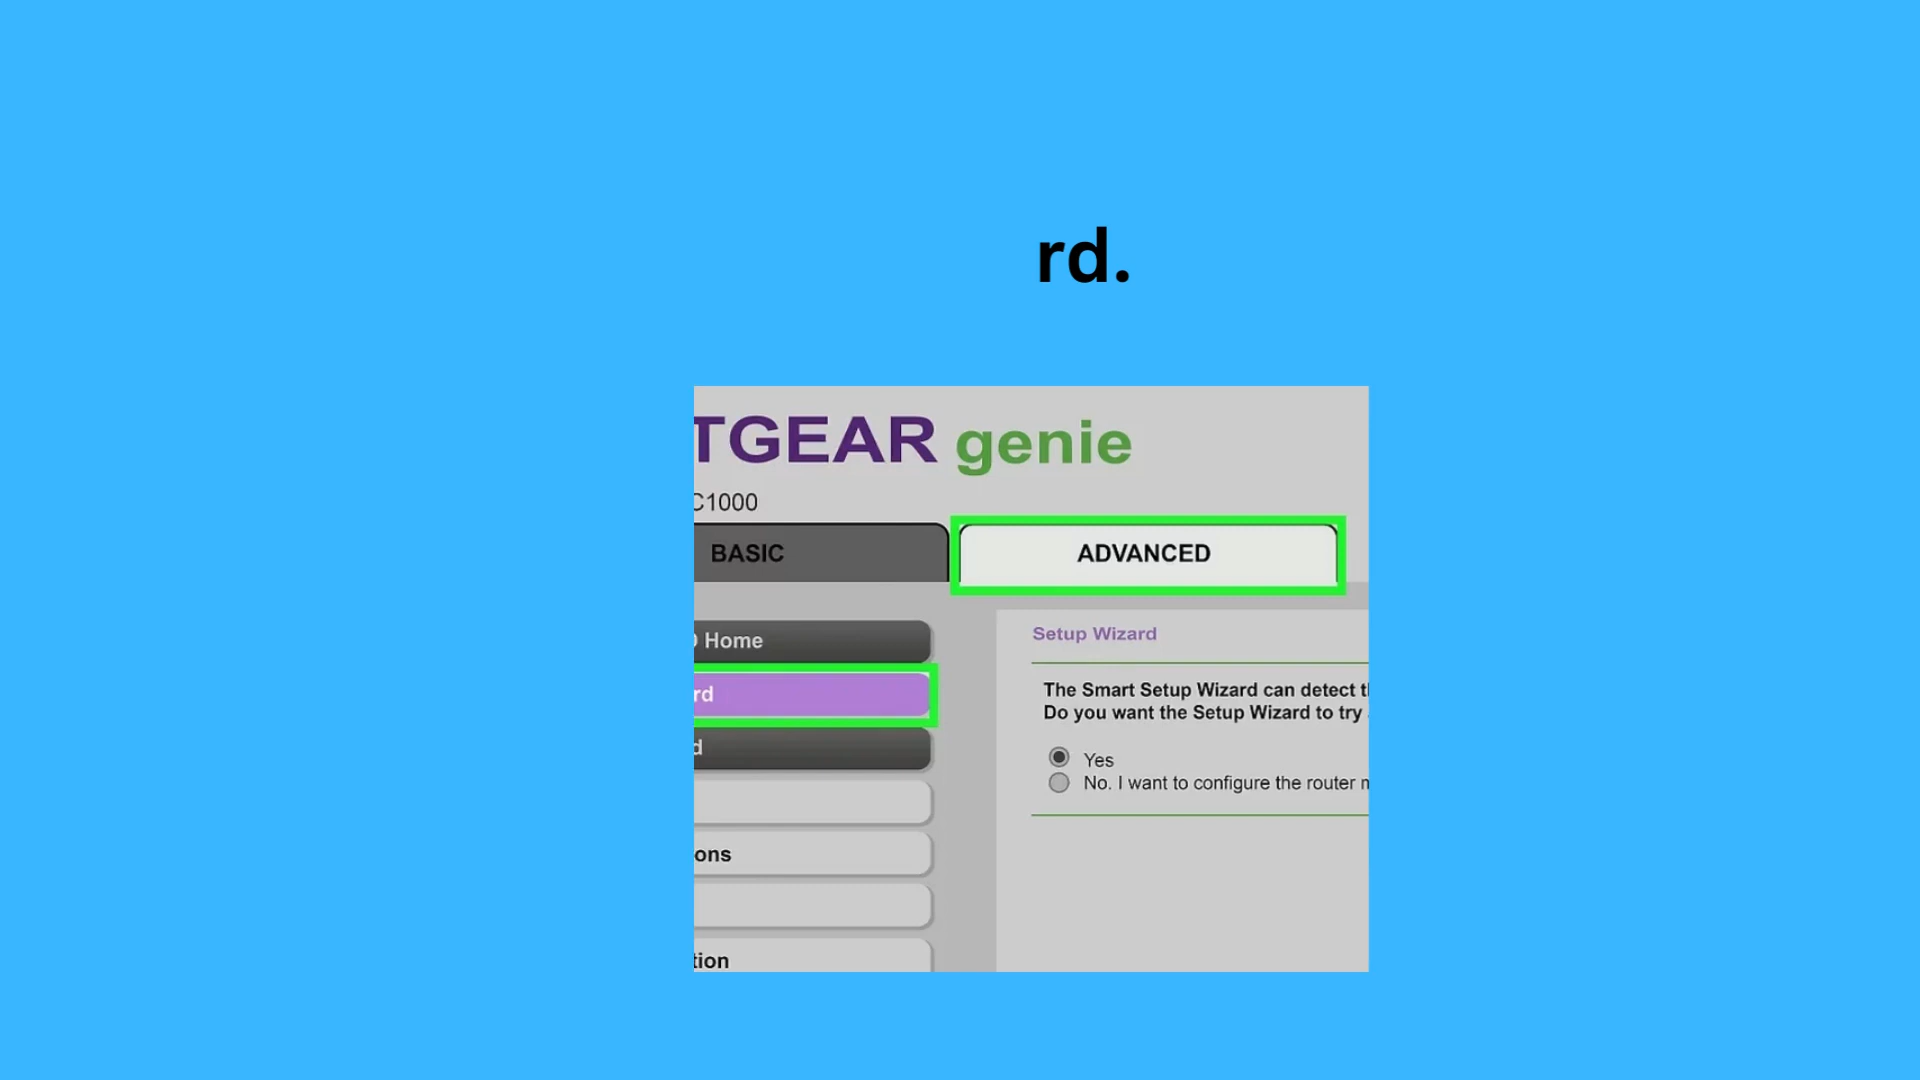 rd.
TGEAR genie
C1000
BASIC
ADVANCED
Home
rd
d
ons
tion
Setup Wizard
The Smart Setup Wizard can detect t
Do you want the Setup Wizard to try
Yes
No. I want to configure the router